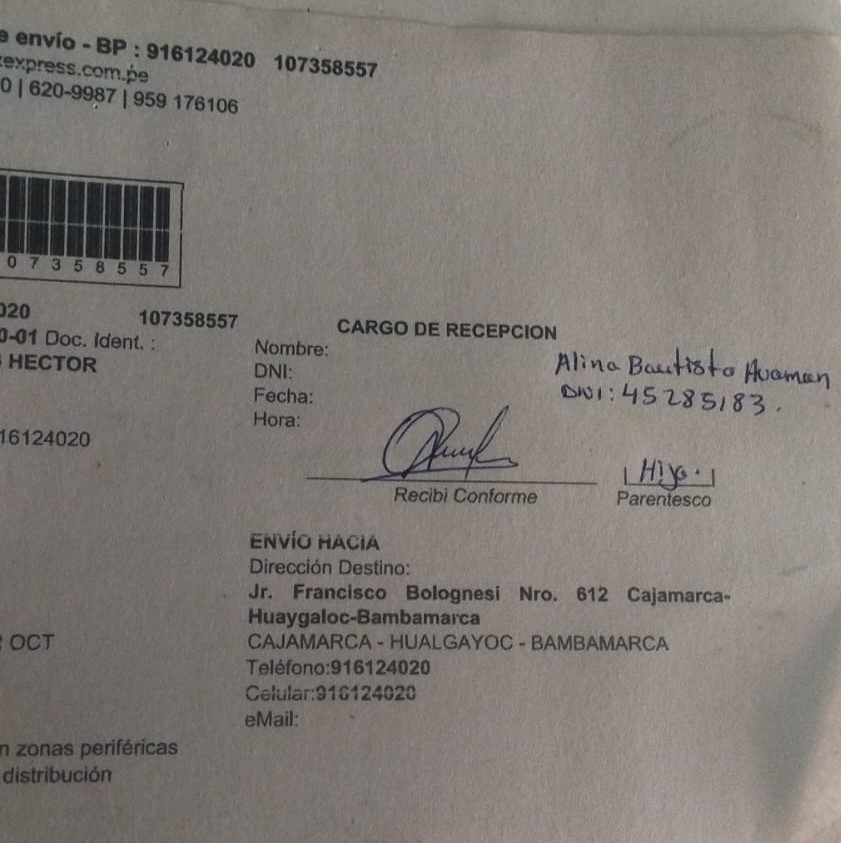 e envío - BP : 916124020 107358557
express.com.pe
0 | 620-9987 | 959 176106
0 7 3 5 8 5 5 7
020 107358557
0-01 Doc. Ident. :
HECTOR
16124020
CARGO DE RECEPCION
Nombre:
DNI:
Fecha:
Hora:
Alina Bautista Huaman
DNI: 45285183.
Hija.
Recibi Conforme Parentesco
ENVÍO HACIA
Dirección Destino:
Jr. Francisco Bolognesi Nro. 612 Cajamarca-
Huaygaloc-Bambamarca
CAJAMARCA - HUALGAYOC - BAMBAMARCA
Teléfono:916124020
Celular:916124020
eMail:
OCT
n zonas periféricas
distribución